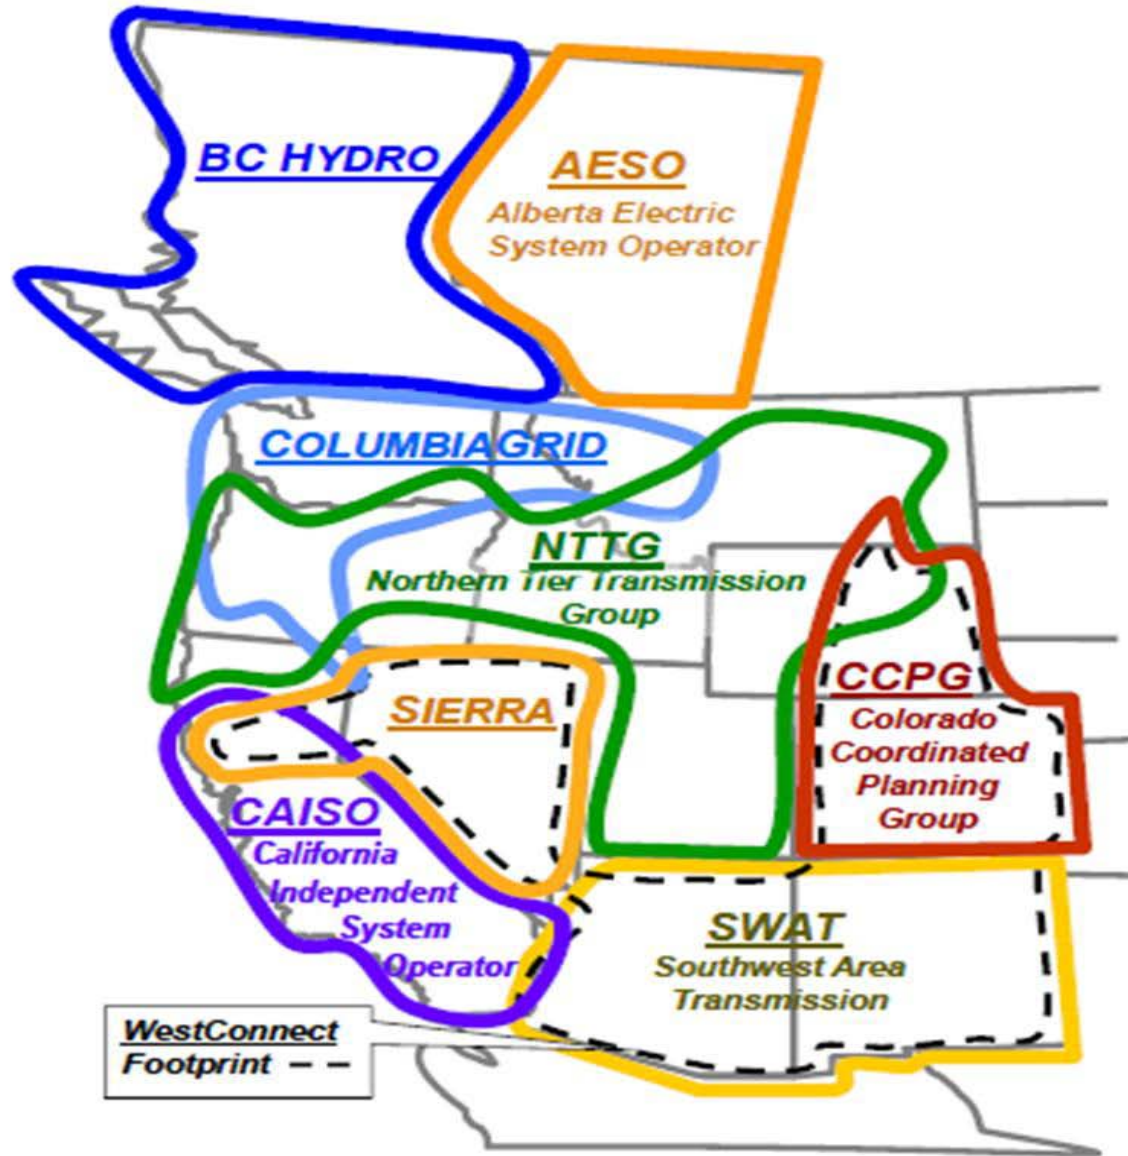 BC HYDRO
AESO
Alberta Electric
System Operator
COLUMBIAGRID
NTTG
Northern Tier Transmission
Group
CCPG
Colorado
Coordinated
Planning
Group
SIERRA
CAISO
California
Independent
System
Operator
SWAT
Southwest Area
Transmission
WestConnect
Footprint